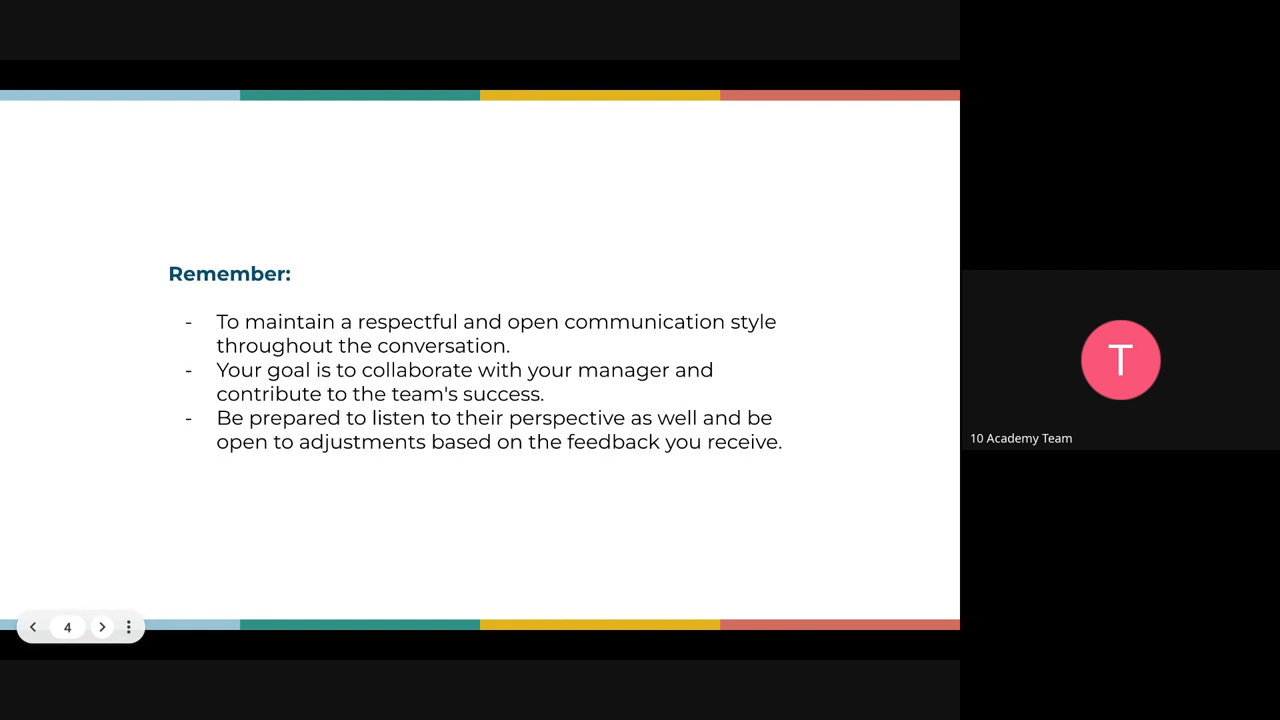 Remember:
- To maintain a respectful and open communication style
throughout the conversation.
- Your goal is to collaborate with your manager and
contribute to the team's success.
- Be prepared to listen to their perspective as well and be
open to adjustments based on the feedback you receive.
T
10 Academy Team
4